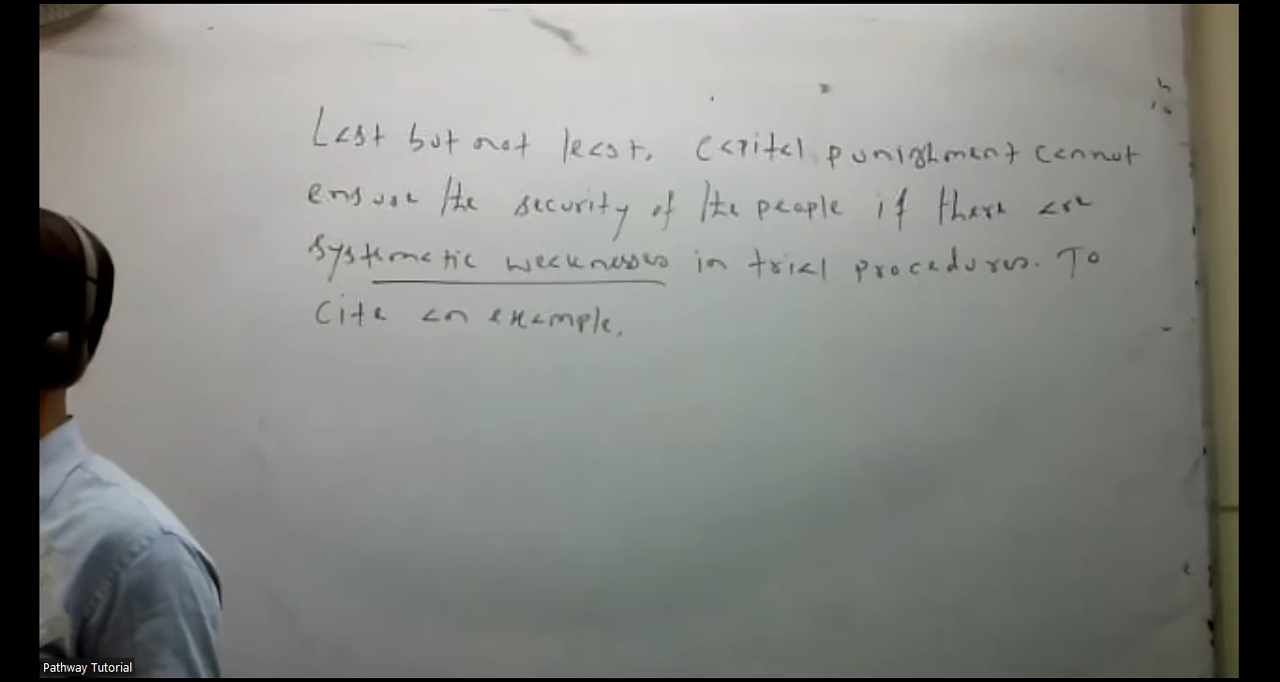 Last but not least, capital punishment cannot
ensure the security of the people if there are
systematic weaknesses in trial procedures. To
cite an example,
Pathway Tutorial